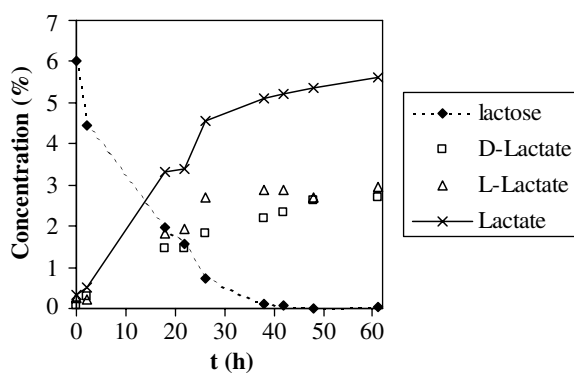 7
6
5
4
3
2
1
0
Concentration (%)
0 10 20 30 40 50 60
t (h)
lactose
D-Lactate
L-Lactate
Lactate